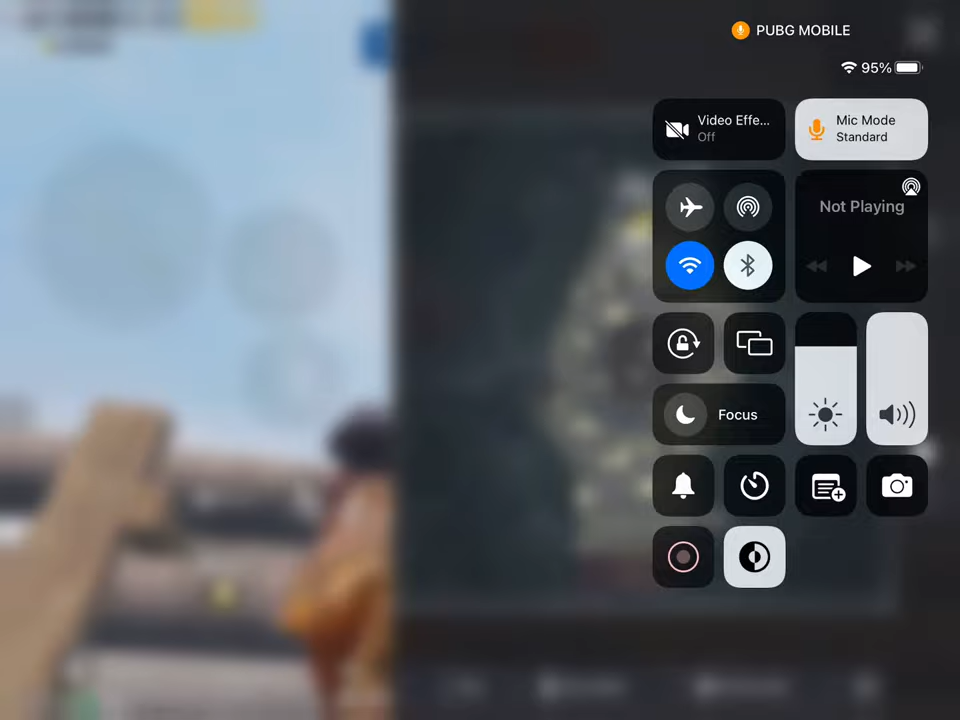 PUBG MOBILE
95%
Video Effe...
Off
Mic Mode
Standard
Not Playing
Focus